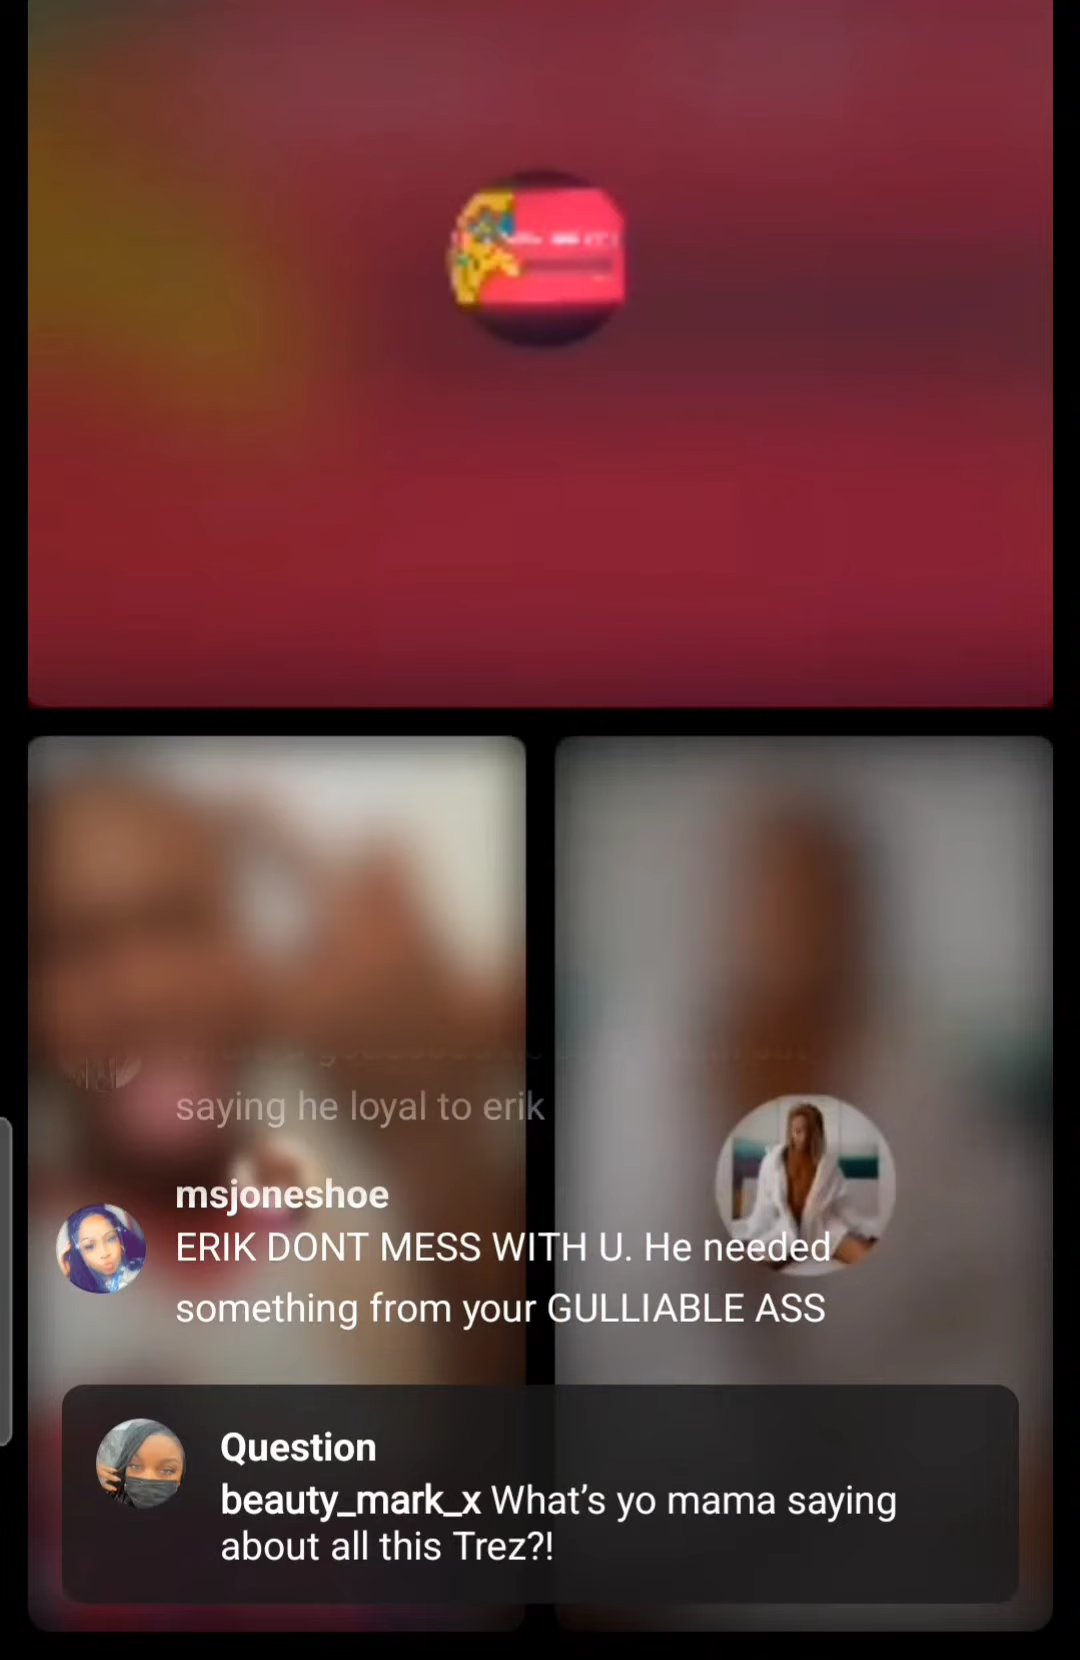 saying he loyal to erik
msjoneshoe
ERIK DONT MESS WITH U. He needed
something from your GULLIABLE ASS
Question
beauty_mark_x What's yo mama saying
about all this Trez?!